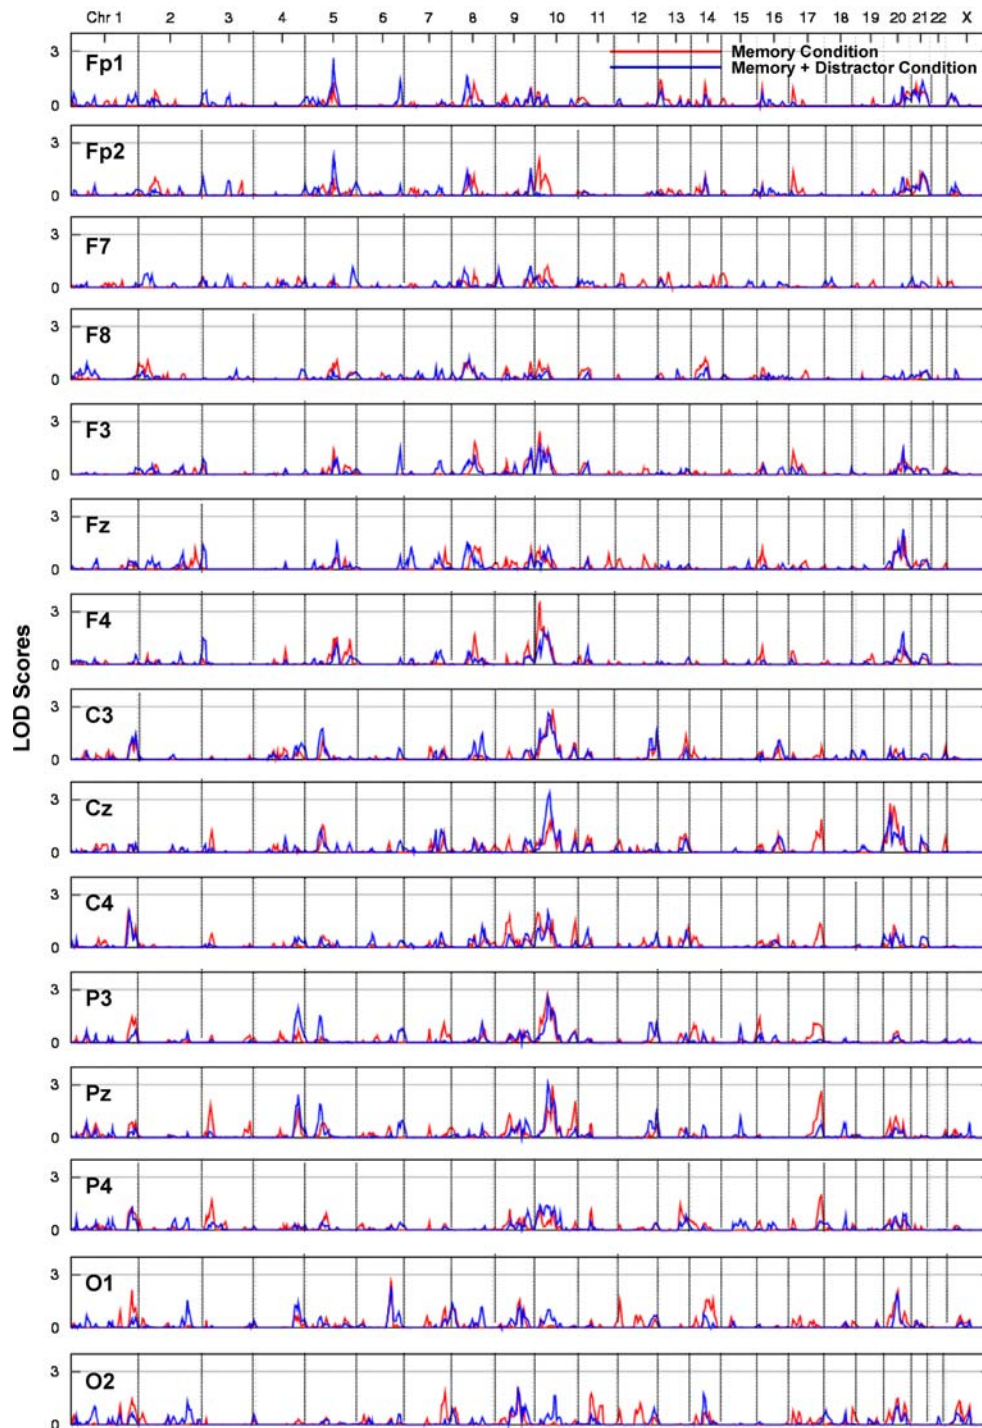 Chr 1 2 3 4 5 6 7 8 9 10 11 12 13 14 15 16 17 18 19 20 21 22 X
Memory Condition
Memory + Distractor Condition
3
Fp1
0
3
Fp2
0
3
F7
0
3
F8
0
3
F3
0
3
Fz
0
3
F4
0
LOD Scores
3
C3
0
3
Cz
0
3
C4
0
3
P3
0
3
Pz
0
3
P4
0
3
O1
0
3
O2
0